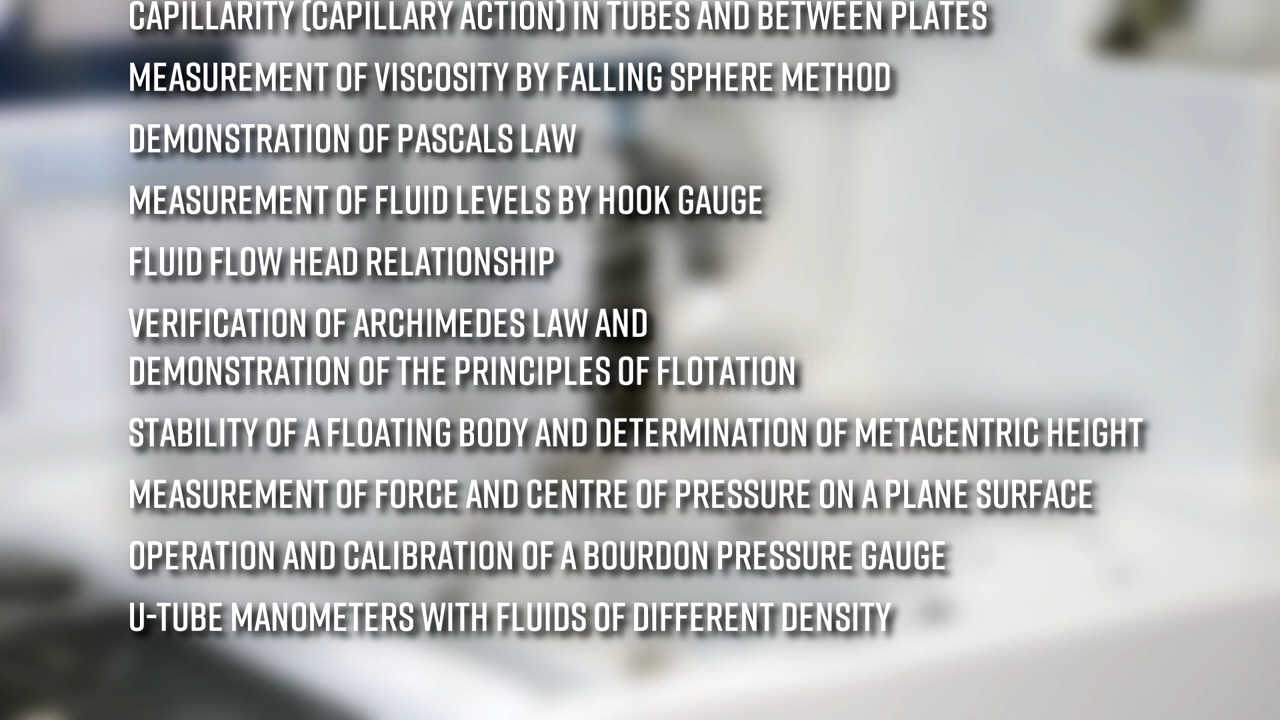 CAPILLARITY (CAPILLARY ACTION) IN TUBES AND BETWEEN PLATES
MEASUREMENT OF VISCOSITY BY FALLING SPHERE METHOD
DEMONSTRATION OF PASCALS LAW
MEASUREMENT OF FLUID LEVELS BY HOOK GAUGE
FLUID FLOW HEAD RELATIONSHIP
VERIFICATION OF ARCHIMEDES LAW AND
DEMONSTRATION OF THE PRINCIPLES OF FLOTATION
STABILITY OF A FLOATING BODY AND DETERMINATION OF METACENTRIC HEIGHT
MEASUREMENT OF FORCE AND CENTRE OF PRESSURE ON A PLANE SURFACE
OPERATION AND CALIBRATION OF A BOURDON PRESSURE GAUGE
U-TUBE MANOMETERS WITH FLUIDS OF DIFFERENT DENSITY